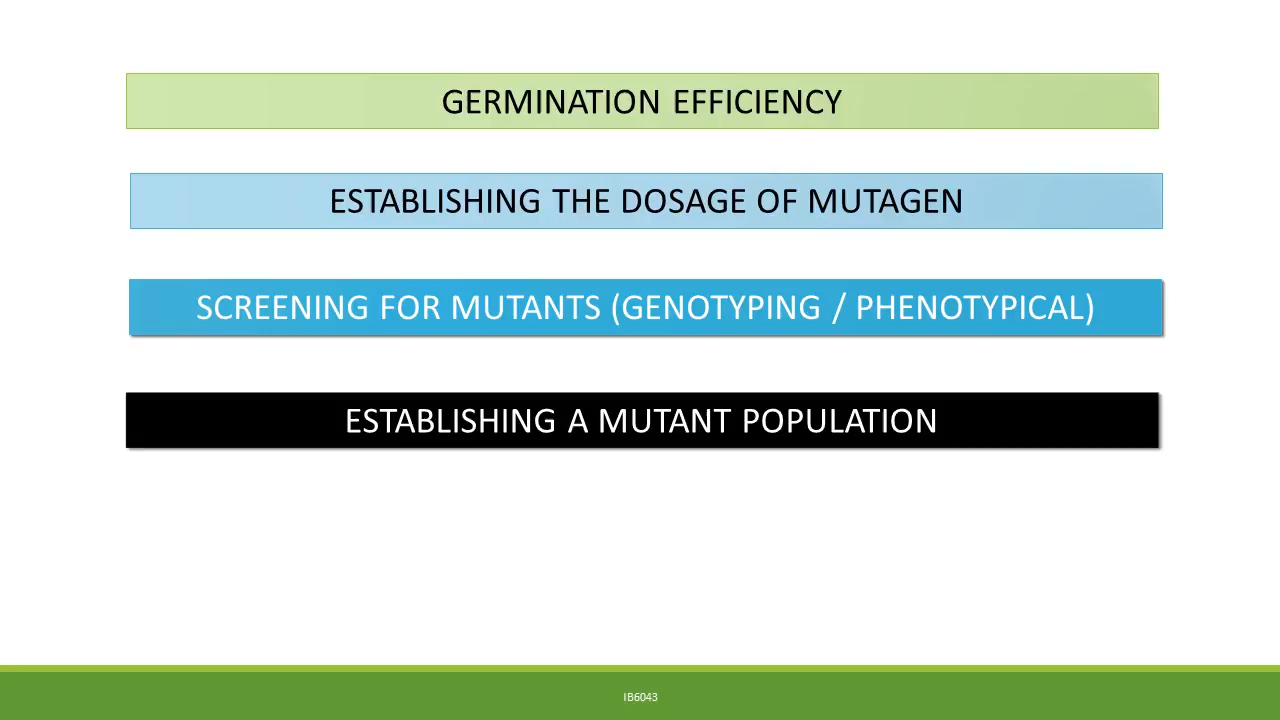 GERMINATION EFFICIENCY
ESTABLISHING THE DOSAGE OF MUTAGEN
SCREENING FOR MUTANTS (GENOTYPING / PHENOTYPICAL)
ESTABLISHING A MUTANT POPULATION
IB6043